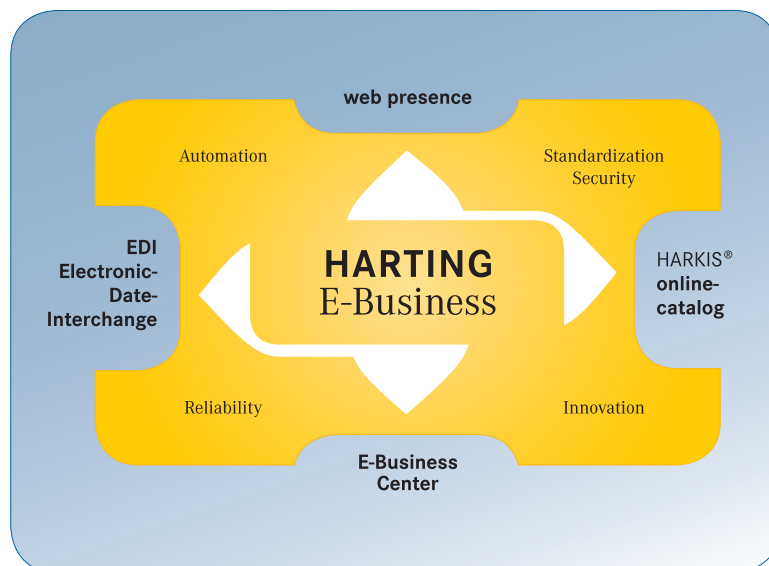 web presence
Automation
Standardization
Security
EDI
Electronic-
Date-
Interchange
HARTING
E-Business
HARKIS®
online-
catalog
Reliability
Innovation
E-Business
Center